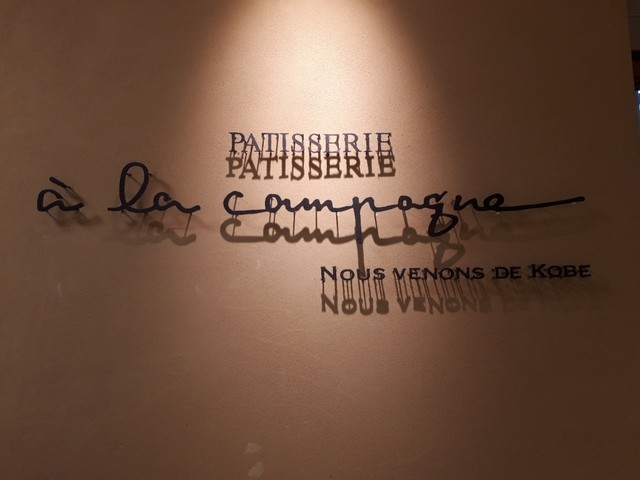 PATISSERIE
à la campagne
NOUS VENONS DE KOBE